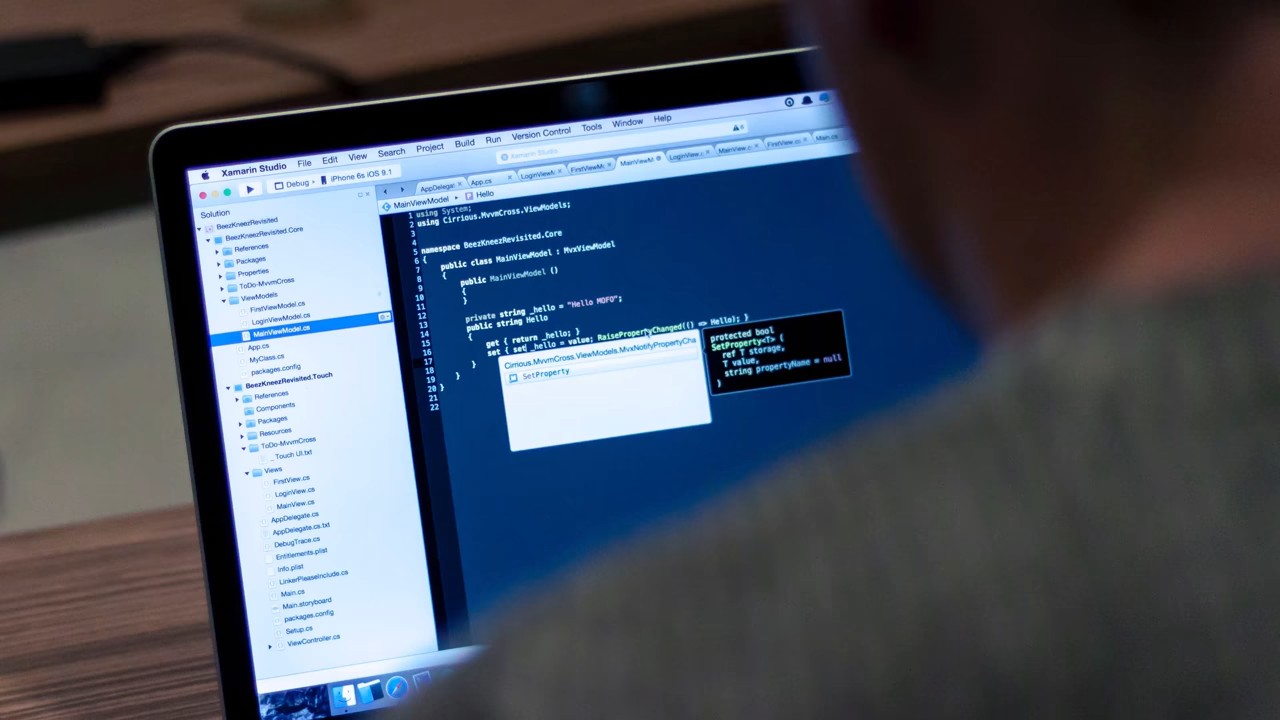 Xamarin Studio File Edit View Search Project Build Run Version Control Tools Window Help
Debug iPhone 6s iOS 9.1
Xamarin Studio
AppDelegat App.cs LoginViewM FirstViewM MainViewM LoginView.c MainView.c FirstView.cs Main.cs
MainViewModel Hello
Solution
BeezKneezRevisited
BeezKneezRevisited.Core
References
Packages
Properties
ToDo-MvvmCross
ViewModels
FirstViewModel.cs
LoginViewModel.cs
MainViewModel.cs
App.cs
MyClass.cs
packages.config
BeezKneezRevisited.Touch
References
Components
Packages
Resources
ToDo-MvvmCross
_ Touch UI.txt
Views
FirstView.cs
LoginView.cs
MainView.cs
AppDelegate.cs
AppDelegate.cs.txt
DebugTrace.cs
Entitlements.plist
Info.plist
LinkerPleaseInclude.cs
Main.cs
Main.storyboard
packages.config
Setup.cs
ViewController.cs
1 using System;
2 using Cirrious.MvvmCross.ViewModels;
3
4
5 namespace BeezKneezRevisited.Core
6 {
7 public class MainViewModel : MvxViewModel
8 {
9 public MainViewModel ()
10 {
11 }
12
13 private string _hello = "Hello MOFO";
14 public string Hello
15 {
16 get { return _hello; }
17 set { set _hello = value; RaisePropertyChanged(() => Hello); }
18 }
19 }
20 }
21
22
Cirrious.MvvmCross.ViewModels.MvxNotifyPropertyCha
SetProperty
protected bool
SetProperty<T> (
ref T storage,
T value,
string propertyName = null
)